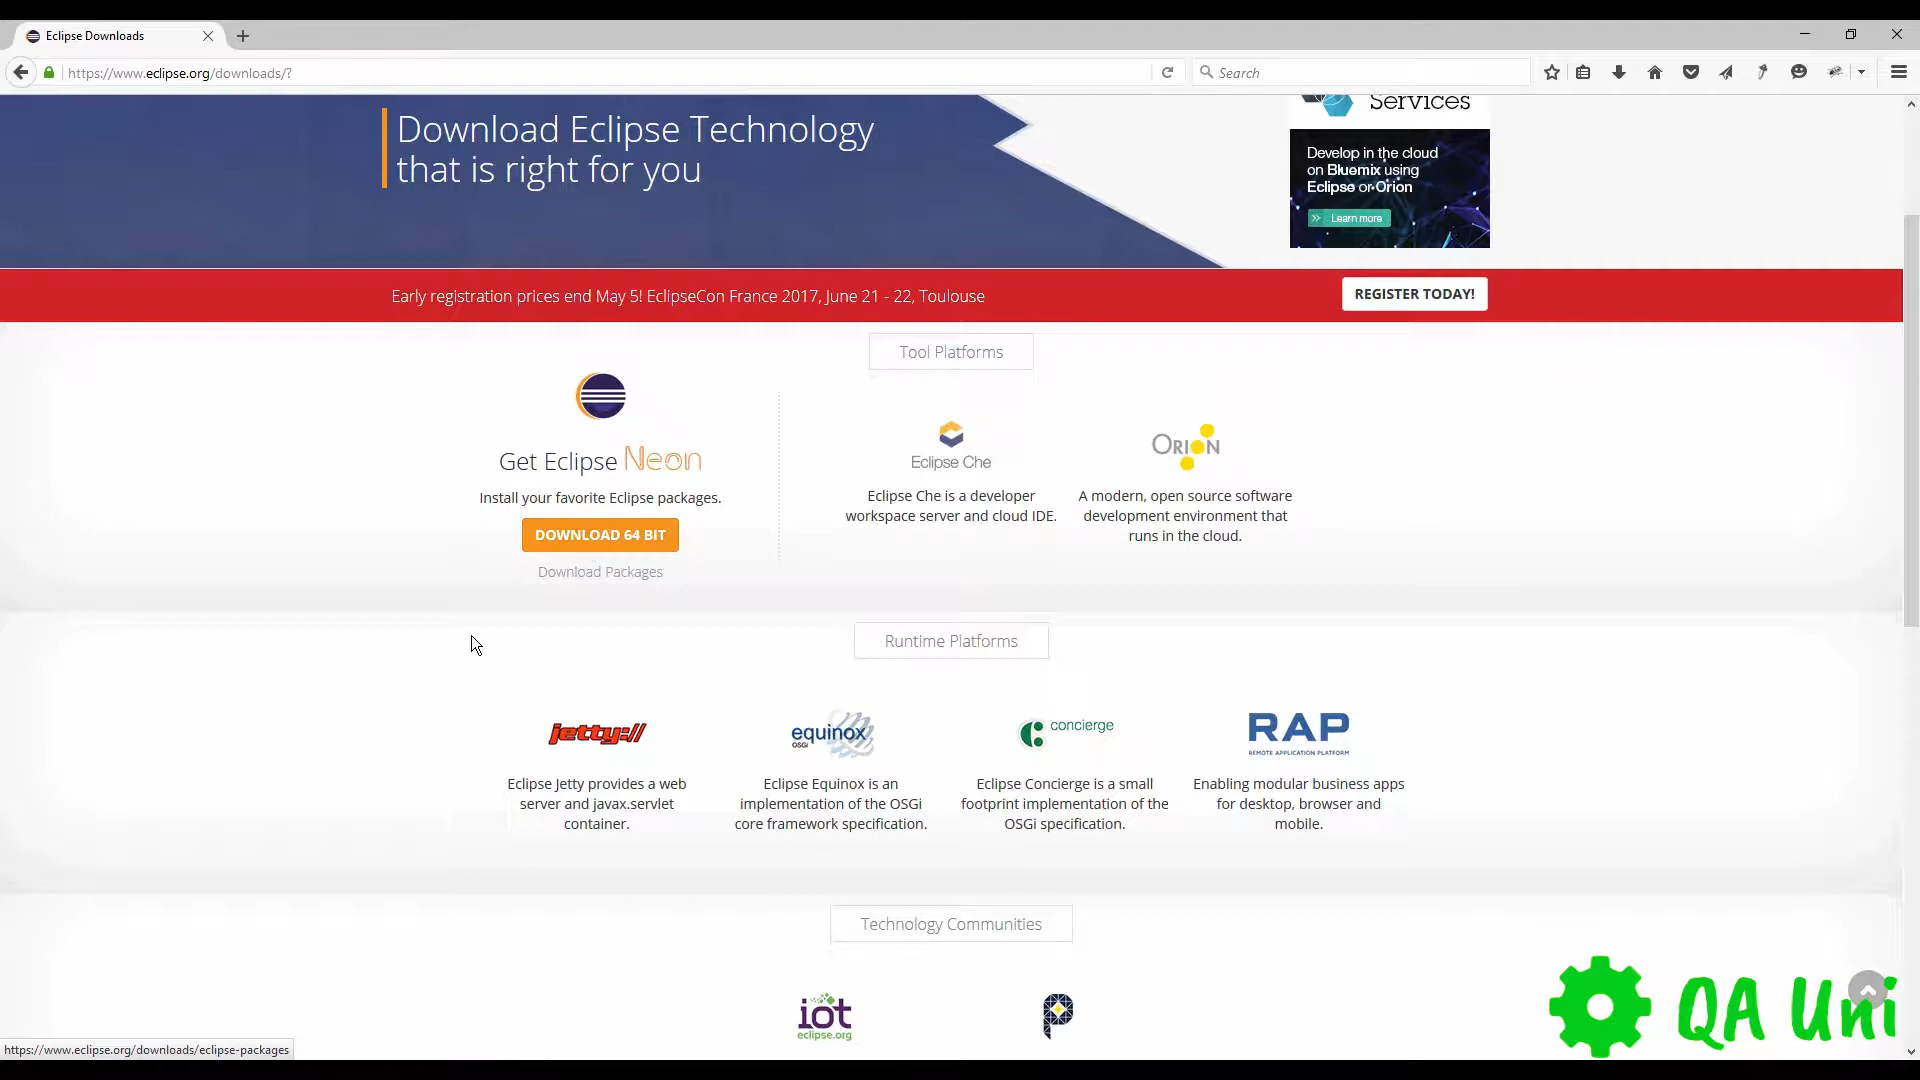 Eclipse Downloads
https://www.eclipse.org/downloads/?
Search
Download Eclipse Technology
that is right for you
Services
Develop in the cloud
on Bluemix using
Eclipse or Orion
Learn more
Early registration prices end May 5! EclipseCon France 2017, June 21 - 22, Toulouse
REGISTER TODAY!
Tool Platforms
Get Eclipse Neon
Install your favorite Eclipse packages.
DOWNLOAD 64 BIT
Download Packages
Eclipse Che
Eclipse Che is a developer
workspace server and cloud IDE.
ORION
A modern, open source software
development environment that
runs in the cloud.
Runtime Platforms
jetty://
Eclipse Jetty provides a web
server and javax.servlet
container.
equinox
OSGi
Eclipse Equinox is an
implementation of the OSGi
core framework specification.
concierge
Eclipse Concierge is a small
footprint implementation of the
OSGi specification.
RAP
REMOTE APPLICATION PLATFORM
Enabling modular business apps
for desktop, browser and
mobile.
Technology Communities
iot
eclipse.org
QA Uni
https://www.eclipse.org/downloads/eclipse-packages